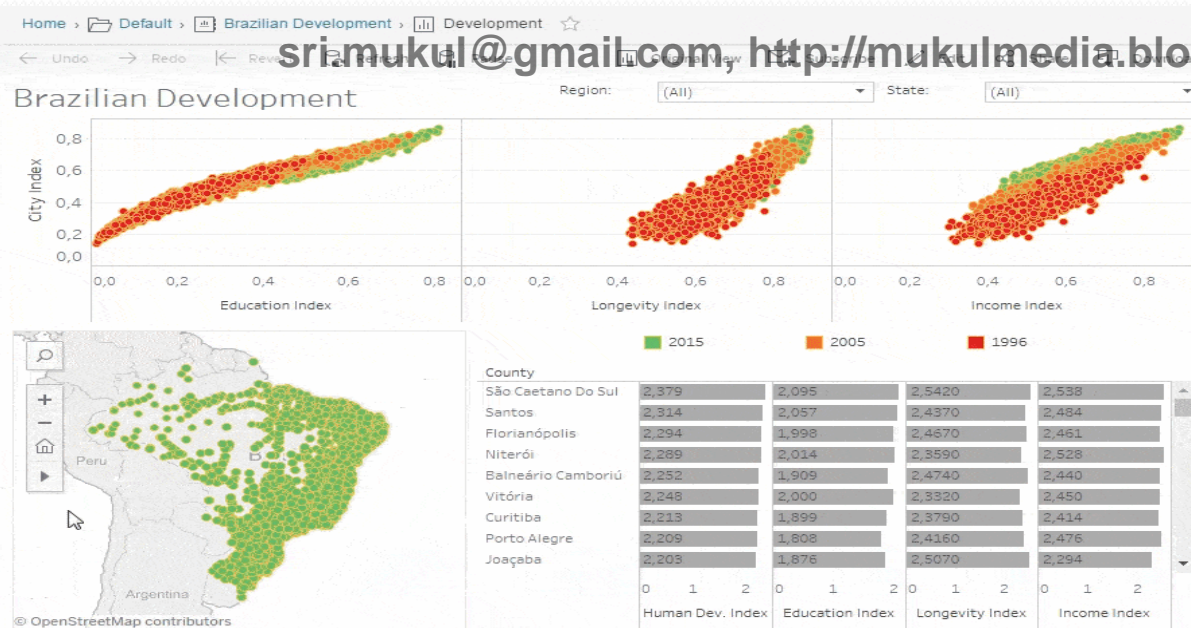 Home › Default › Brazilian Development › Development
← Undo → Redo Refresh Pause Original View Subscribe Edit Share
sri.mukul@gmail.com, http://mukulmedia.blo
Brazilian Development
Region: (All) State: (All)
City Index
0,8
0,6
0,4
0,2
0,0
0,0 0,2 0,4 0,6 0,8 0,0 0,2 0,4 0,6 0,8 0,0 0,2 0,4 0,6 0,8
Education Index Longevity Index Income Index
2015 2005 1996
County
São Caetano Do Sul 2,379 2,095 2,5420 2,538
Santos 2,314 2,057 2,4370 2,484
Florianópolis 2,294 1,998 2,4670 2,461
Niterói 2,289 2,014 2,3590 2,528
Balneário Camboriú 2,252 1,909 2,4740 2,440
Vitória 2,248 2,000 2,3320 2,450
Curitiba 2,213 1,899 2,3790 2,414
Porto Alegre 2,209 1,808 2,4160 2,476
Joaçaba 2,203 1,876 2,5070 2,294
0 1 2 0 1 2 0 1 2 0 1 2
Human Dev. Index Education Index Longevity Index Income Index
Peru
Argentina
© OpenStreetMap contributors